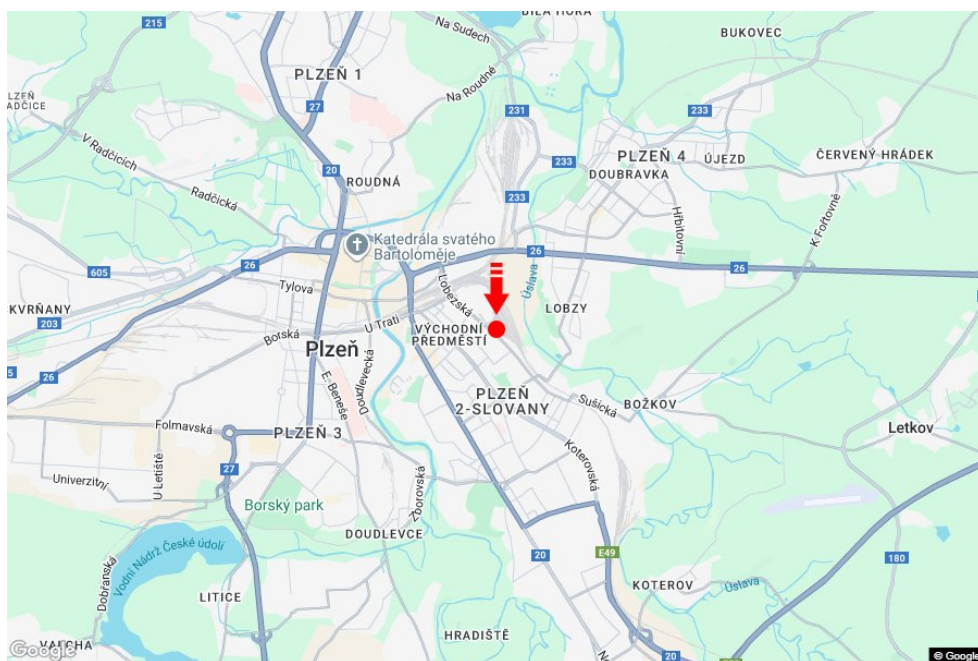 BÍLÁ HORA
215
Na Sudech
BUKOVEC
PLZEŇ 1
Na Roudné
231
27
PLZEŇ
RADČICE
V Radčicích
233
PLZEŇ 4
ÚJEZD
ČERVENÝ HRÁDEK
20
ROUDNÁ
DOUBRAVKA
233
Radčická
Hřbitovní
K Fořtovně
Katedrála svatého
Bartoloměje
26
26
605
26
Tylova
Úslava
KVRŇANY
203
Lobezská
LOBZY
Borská
U Trati
VÝCHODNÍ
PŘEDMĚSTÍ
Plzeň
26
E. Beneše
Doudlevecká
PLZEŇ
2-SLOVANY
Sušická
BOŽKOV
Folmavská
PLZEŇ 3
Letkov
U Letiště
Koterovská
27
Univerzitní
Zborovská
Borský park
DOUDLEVCE
Vodní Nádrž České údolí
20
E49
180
Dobřanská
LITICE
KOTEROV
Úslava
HRADIŠTĚ
VALCHA
20
Google
© Google